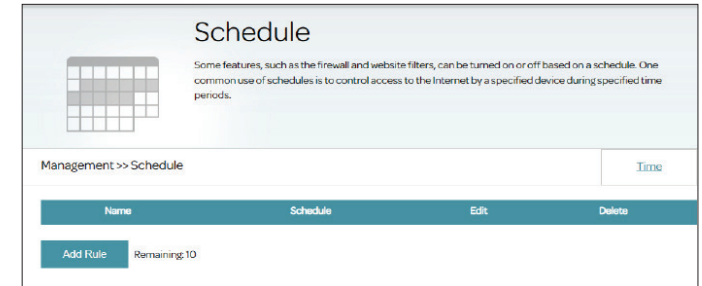 Schedule
Some features, such as the firewall and website filters, can be turned on or off based on a schedule. One
common use of schedules is to control access to the Internet by a specified device during specified time
periods.
Management >> Schedule
Time
Name Schedule Edit Delete
Add Rule Remaining: 10